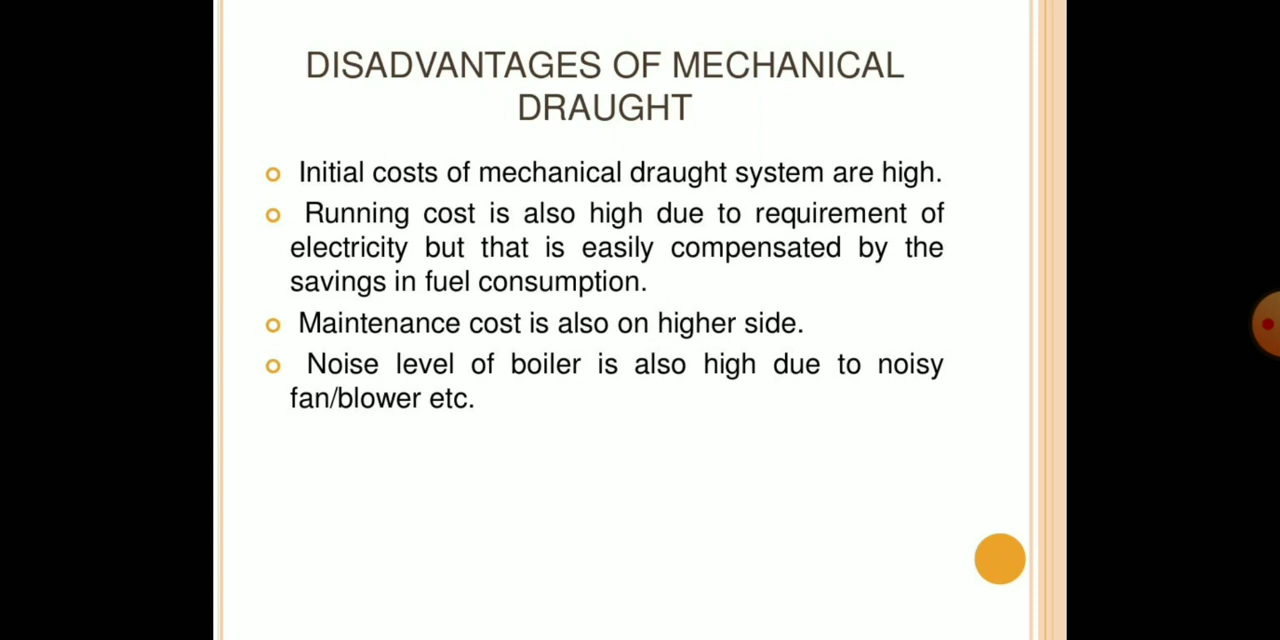 DISADVANTAGES OF MECHANICAL
DRAUGHT
Initial costs of mechanical draught system are high.
Running cost is also high due to requirement of
electricity but that is easily compensated by the
savings in fuel consumption.
Maintenance cost is also on higher side.
Noise level of boiler is also high due to noisy
fan/blower etc.